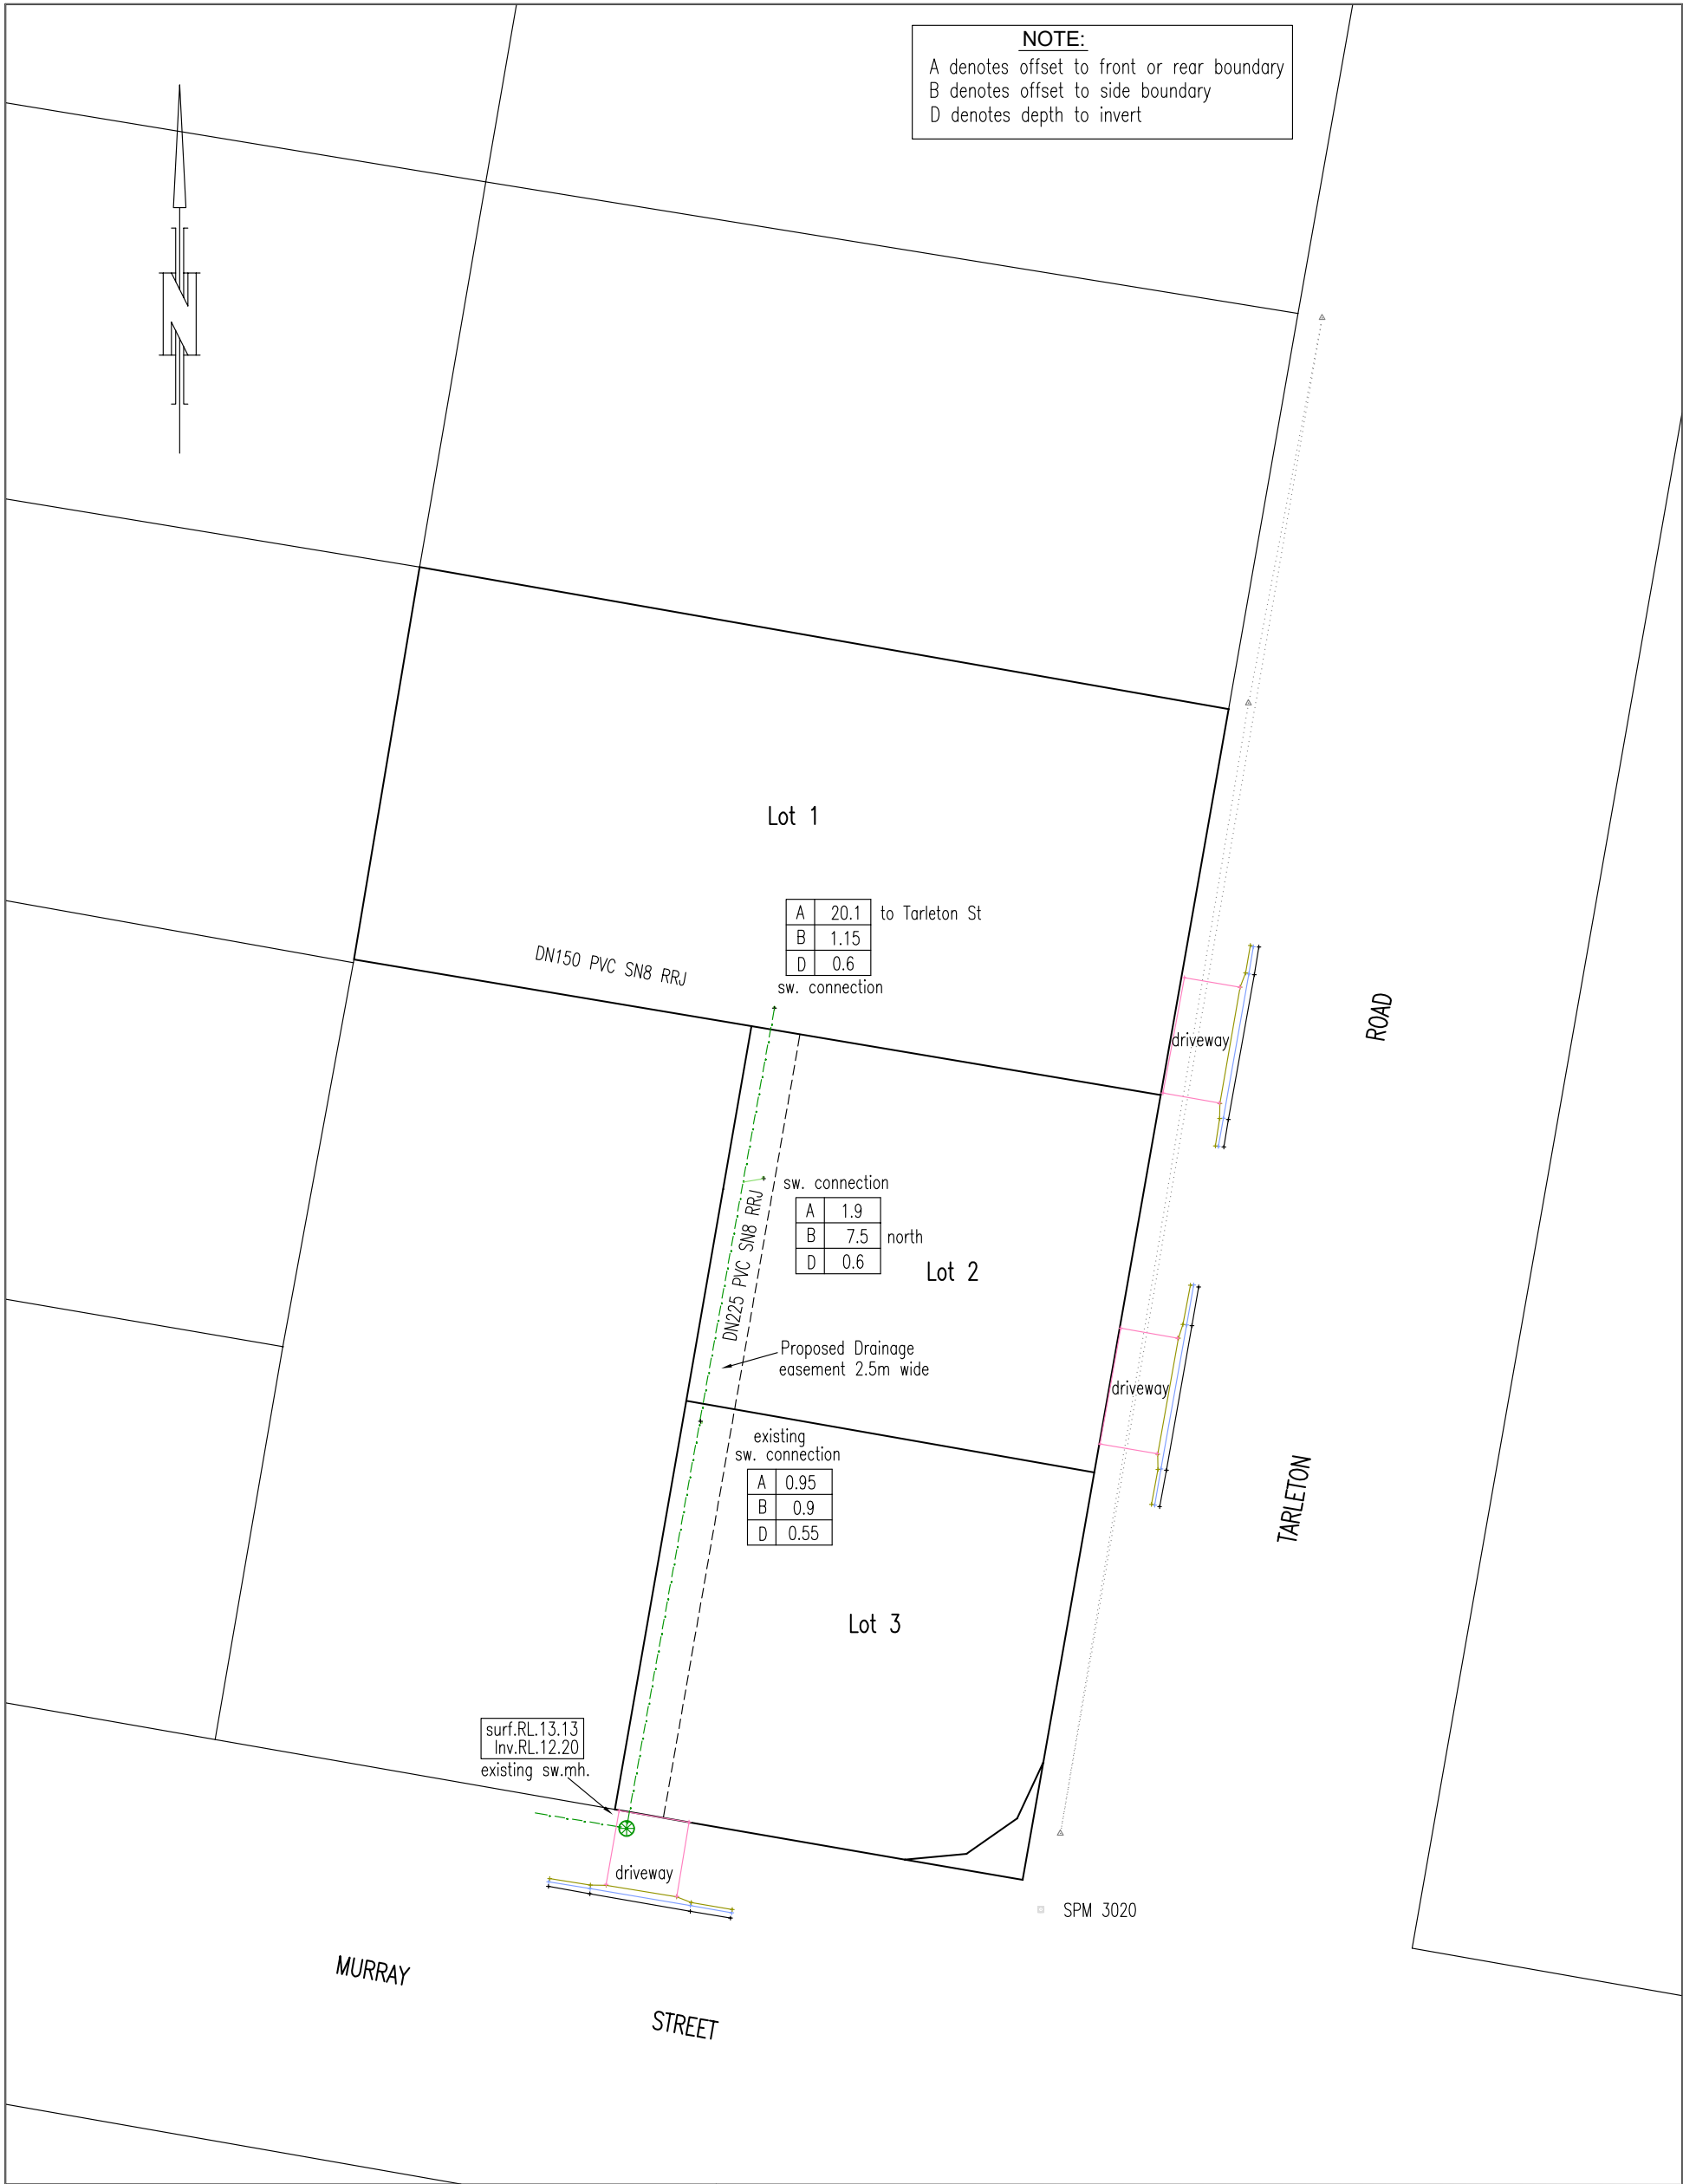 NOTE:
A denotes offset to front or rear boundary
B denotes offset to side boundary
D denotes depth to invert
N
Lot 1
A 20.1 to Tarleton St
B 1.15
D 0.6
sw. connection
DN150 PVC SN8 RRJ
driveway
ROAD
sw. connection
A 1.9
B 7.5 north
D 0.6
DN225 PVC SN8 RRJ
Lot 2
Proposed Drainage
easement 2.5m wide
driveway
existing
sw. connection
A 0.95
B 0.9
D 0.55
TARLETON
Lot 3
surf.RL.13.13
Inv.RL.12.20
existing sw.mh.
driveway
SPM 3020
MURRAY
STREET